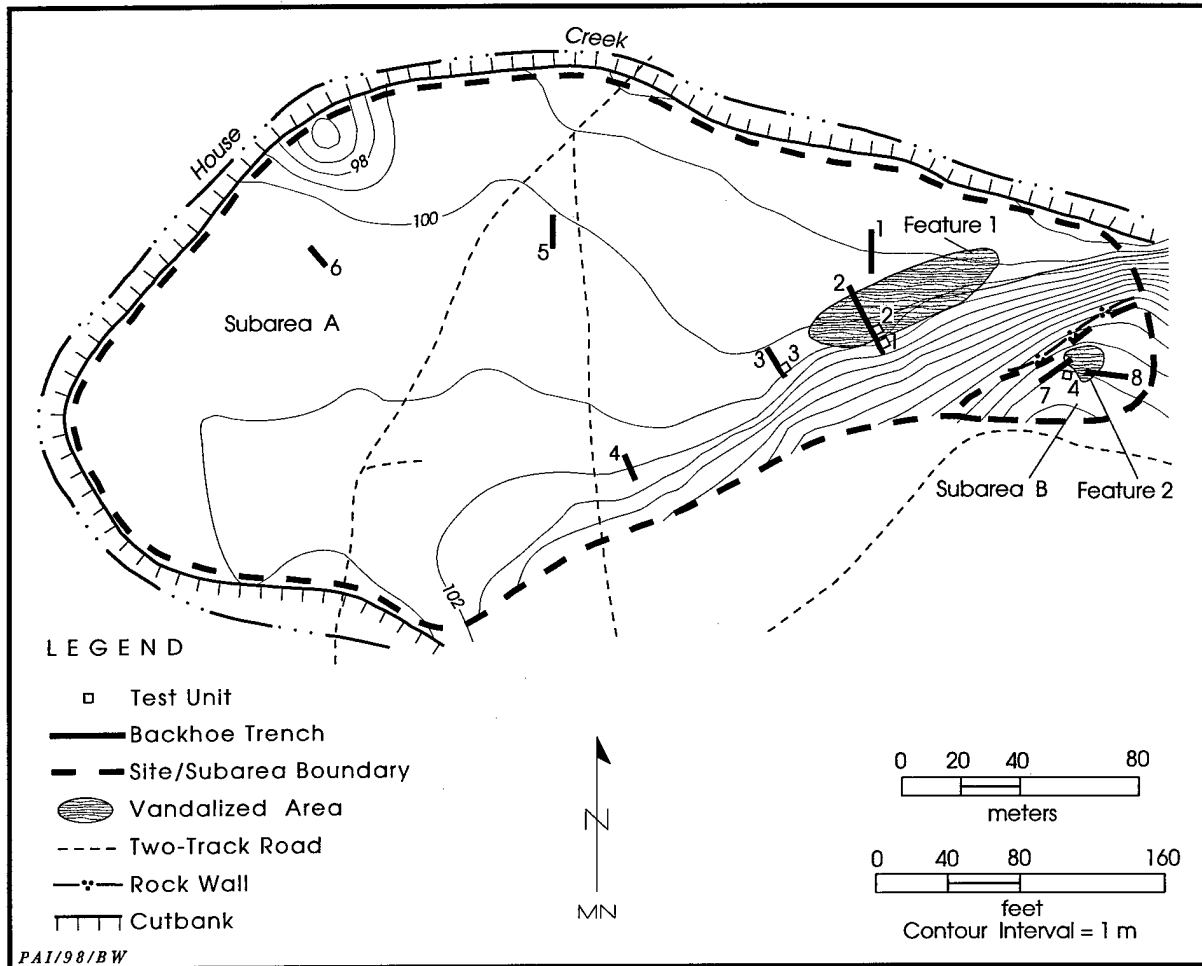 Creek
House
98
100
1
Feature 1
5
6
2
2
Subarea A
1
3
3
8
7
4
4
Subarea B
Feature 2
102
LEGEND
Test Unit
Backhoe Trench
Site/Subarea Boundary
Vandalized Area
Two-Track Road
Rock Wall
Cutbank
N
MN
0 20 40 80
meters
0 40 80 160
feet
Contour Interval = 1 m
PAI/98/BW